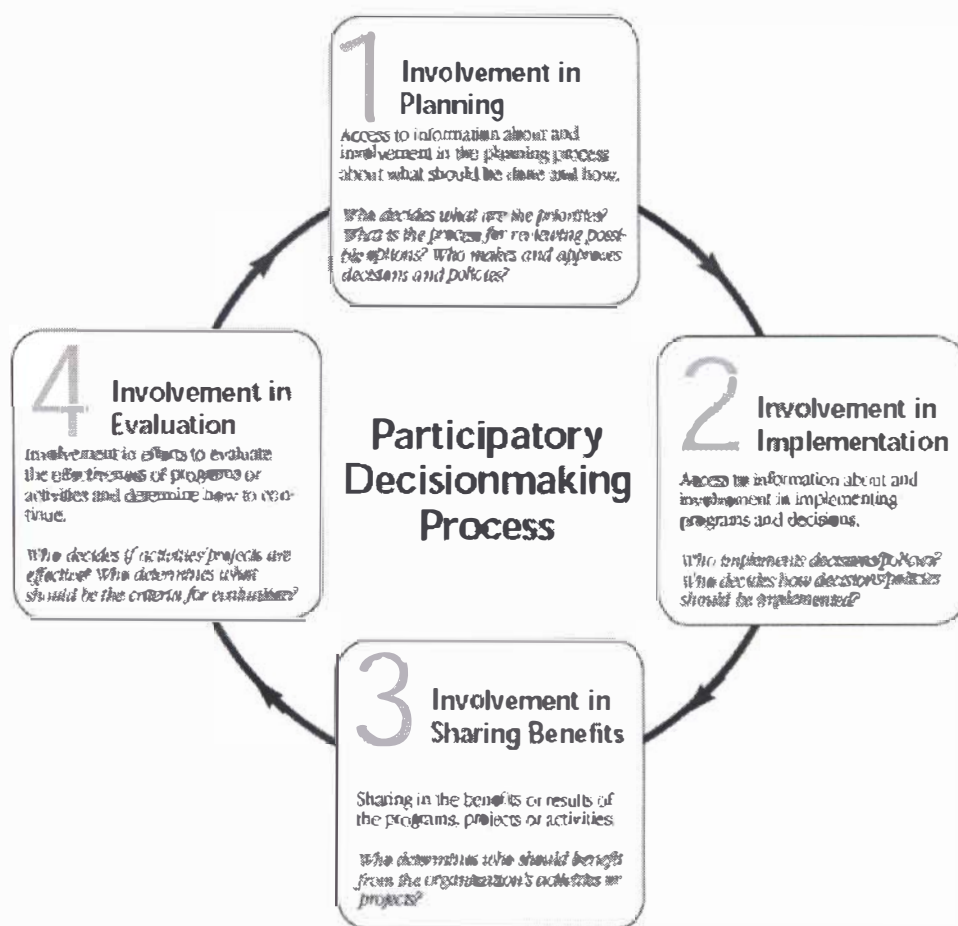 1
Involvement in
Planning
Access to information about and
involvement in the planning process
about what should be done and how.
Who decides what are the priorities?
What is the process for reviewing possi-
ble options? Who makes and approves
decisions and policies?
2
Involvement in
Implementation
Access to information about and
involvement in implementing
programs and decisions.
Who implements decisions/policies?
Who decides how decisions/policies
should be implemented?
3
Involvement in
Sharing Benefits
Sharing in the benefits or results of
the programs, projects or activities.
Who determines who should benefit
from the organization's activities or
projects?
4
Involvement in
Evaluation
Involvement in efforts to evaluate
the effectiveness of programs or
activities and determine how to con-
tinue.
Who decides if activities/projects are
effective? Who determines what
should be the criteria for evaluation?
Participatory
Decisionmaking
Process